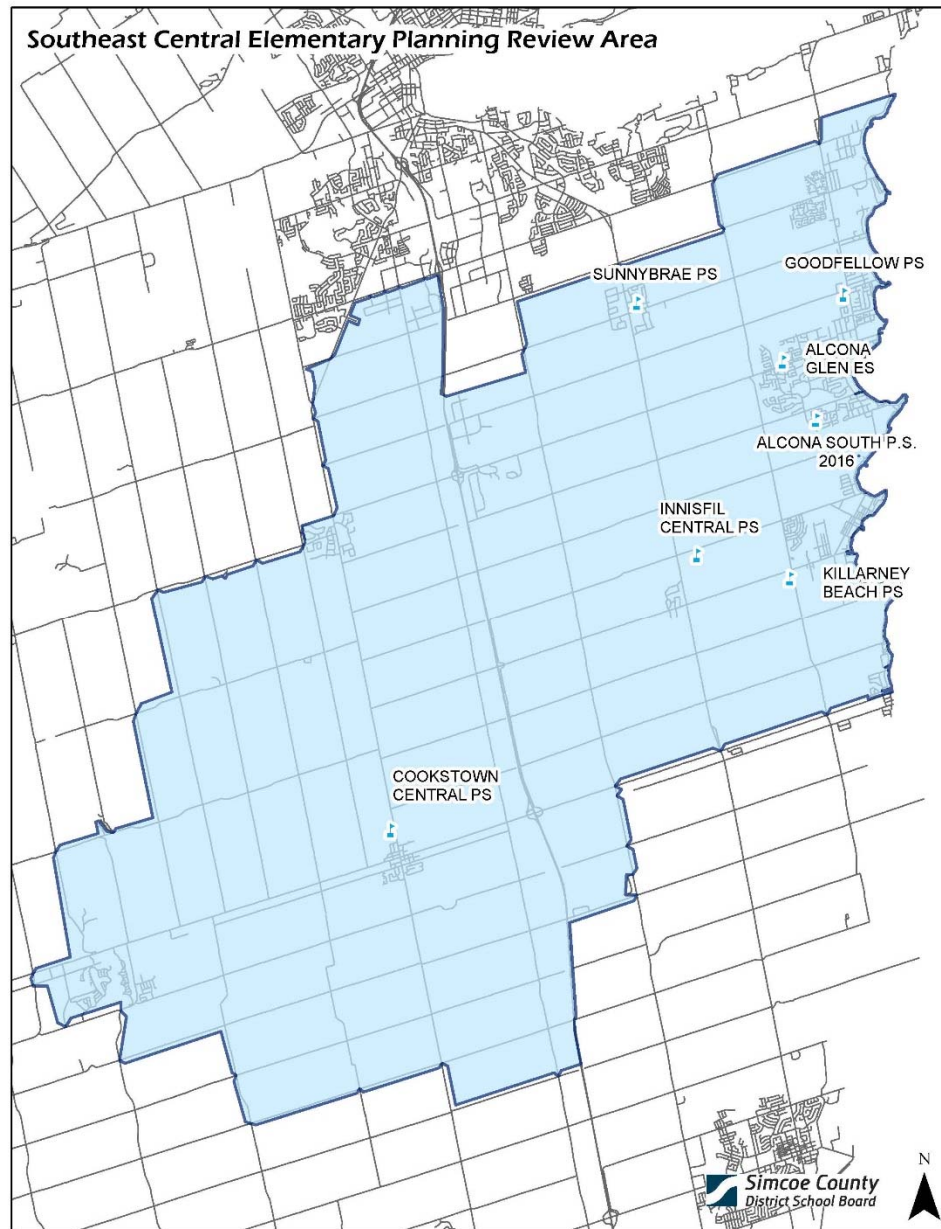 Southeast Central Elementary Planning Review Area
SUNNYBRAE PS
GOODFELLOW PS
ALCONA
GLEN ES
ALCONA SOUTH P.S.
2016
INNISFIL
CENTRAL PS
KILLARNEY
BEACH PS
COOKSTOWN
CENTRAL PS
N
Simcoe County
District School Board